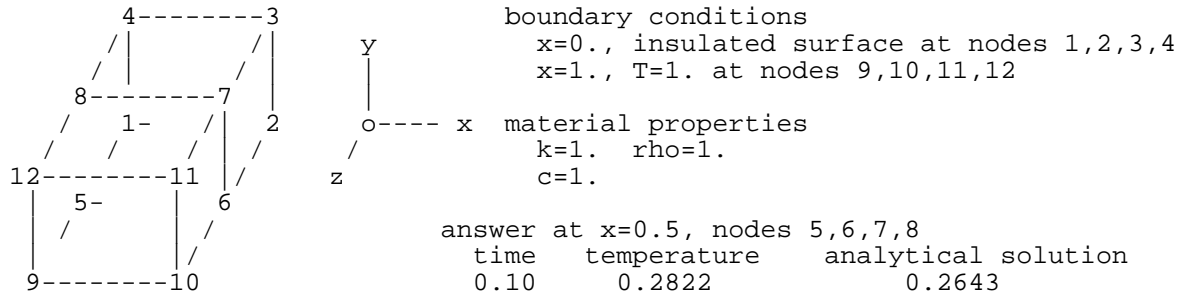 4--------3 boundary conditions
/| /| y x=0., insulated surface at nodes 1,2,3,4
/ | / | | x=1., T=1. at nodes 9,10,11,12
8--------7 | |
/ 1- /| 2 o---- x material properties
/ / / | / / k=1. rho=1.
12--------11 |/ z c=1.
| 5- | 6
| / | / answer at x=0.5, nodes 5,6,7,8
| |/ time temperature analytical solution
9--------10 0.10 0.2822 0.2643